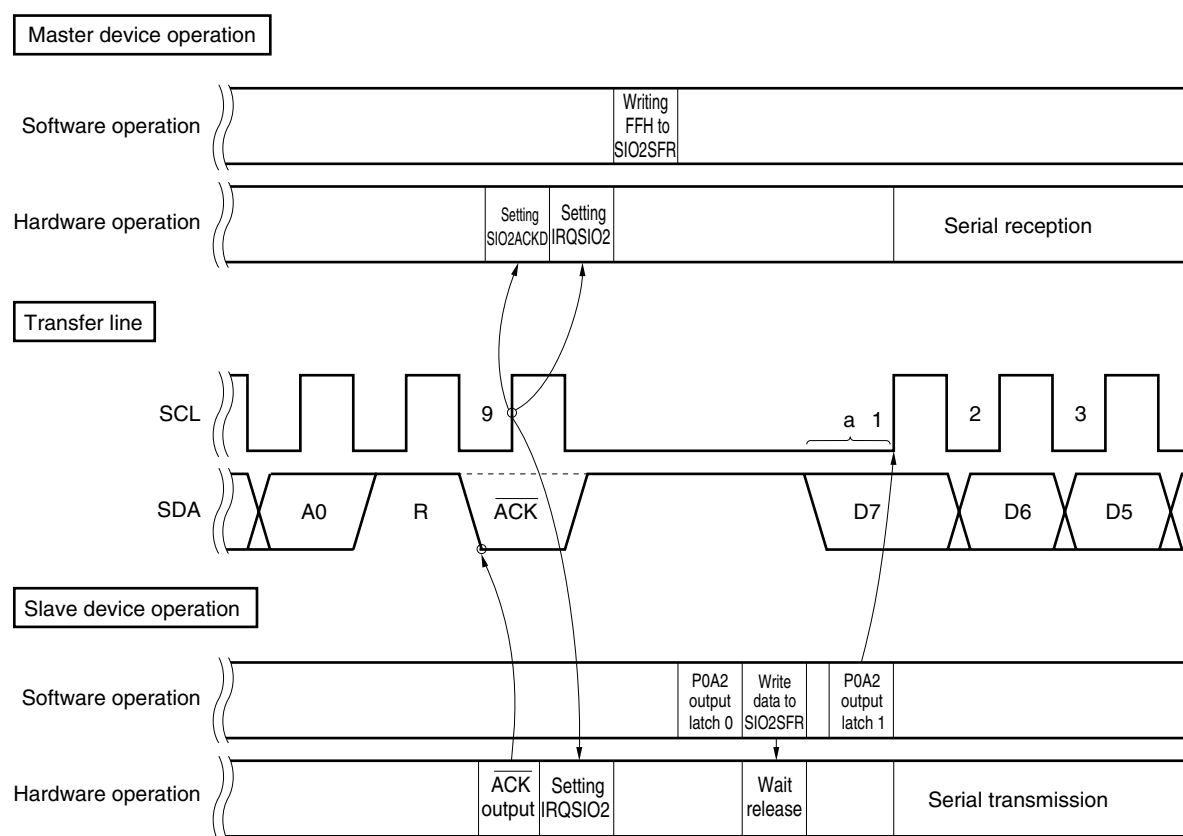 Master device operation
Software operation
Writing
FFH to
SIO2SFR
Hardware operation
Setting
SIO2ACKD
Setting
IRQSIO2
Serial reception
Transfer line
SCL
9
a 1
2
3
SDA
A0
R
ACK
D7
D6
D5
Slave device operation
Software operation
P0A2
output
latch 0
Write
data to
SIO2SFR
P0A2
output
latch 1
Hardware operation
ACK
output
Setting
IRQSIO2
Wait
release
Serial transmission